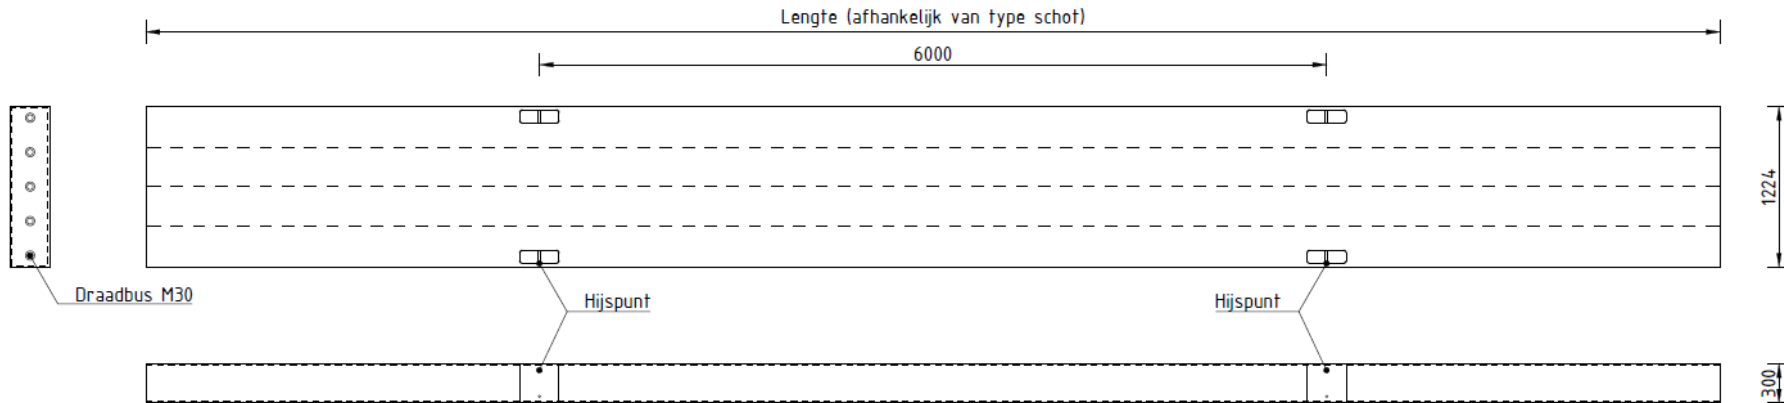 Lengte (afhankelijk van type schot)
6000
1224
Draadbus M30
Hijspunt
Hijspunt
300